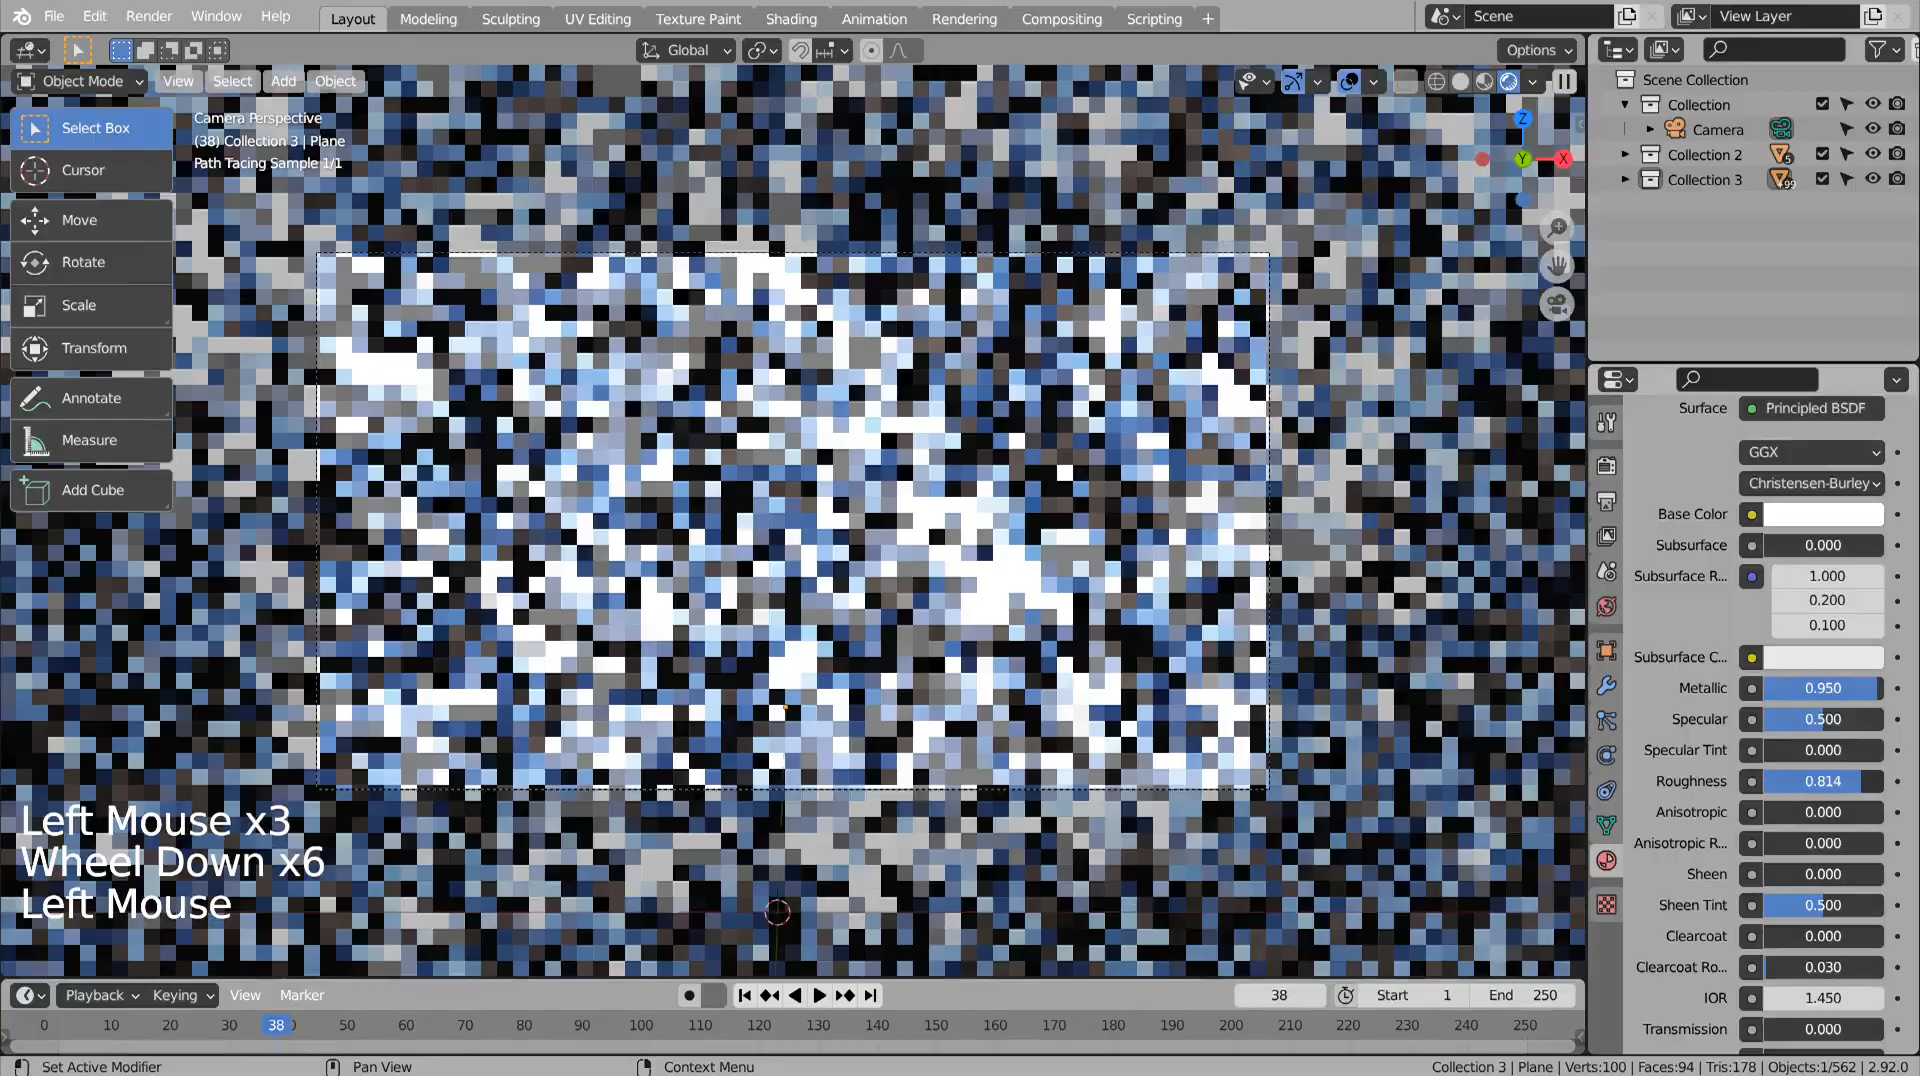 File Edit Render Window Help Layout Modeling Sculpting UV Editing Texture Paint Shading Animation Rendering Compositing Scripting + Scene View Layer
Global Options
Object Mode View Select Add Object
Select Box
Cursor
Move
Rotate
Scale
Transform
Annotate
Measure
Add Cube
Camera Perspective
(38) Collection 3 | Plane
Path Tacing Sample 1/1
Z
Y
X
Scene Collection
Collection
Camera
Collection 2 5
Collection 3 99
Surface Principled BSDF
GGX
Christensen-Burley
Base Color
Subsurface 0.000
Subsurface R... 1.000
0.200
0.100
Subsurface C...
Metallic 0.950
Specular 0.500
Specular Tint 0.000
Roughness 0.814
Anisotropic 0.000
Anisotropic R... 0.000
Sheen 0.000
Sheen Tint 0.500
Clearcoat 0.000
Clearcoat Ro... 0.030
IOR 1.450
Transmission 0.000
Left Mouse x3
Wheel Down x6
Left Mouse
Playback Keying View Marker 38 Start 1 End 250
0 10 20 30 38 50 60 70 80 90 100 110 120 130 140 150 160 170 180 190 200 210 220 230 240 250
Set Active Modifier Pan View Context Menu Collection 3 | Plane | Verts:100 | Faces:94 | Tris:178 | Objects:1/562 | 2.92.0